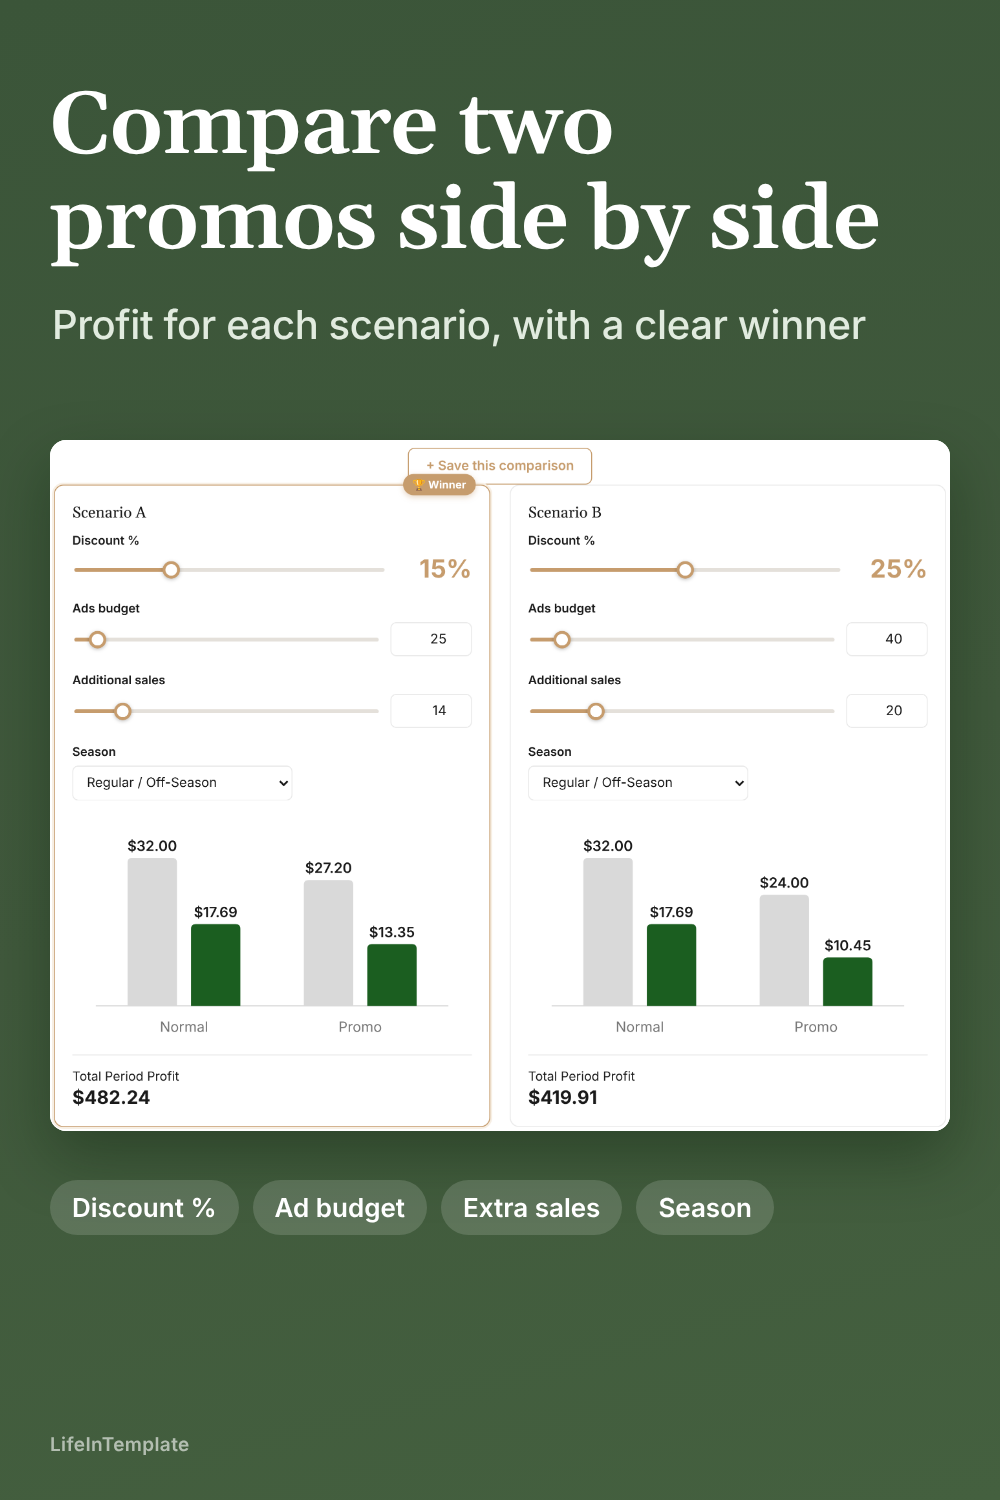 Compare two
promos side by side
Profit for each scenario, with a clear winner
+ Save this comparison
🏆 Winner
Scenario A
Discount %
15%
Ads budget
25
Additional sales
14
Season
Regular / Off-Season
$32.00
$17.69
$27.20
$13.35
Normal
Promo
Total Period Profit
$482.24
Scenario B
Discount %
25%
Ads budget
40
Additional sales
20
Season
Regular / Off-Season
$32.00
$17.69
$24.00
$10.45
Normal
Promo
Total Period Profit
$419.91
Discount %
Ad budget
Extra sales
Season
LifeInTemplate